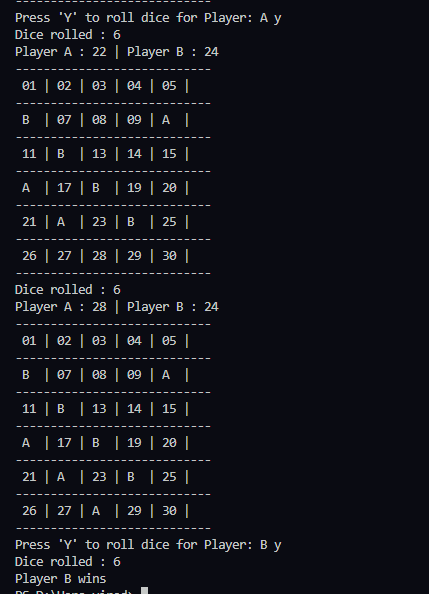 ----------------------------
Press 'Y' to roll dice for Player: A y
Dice rolled : 6
Player A : 22 | Player B : 24
----------------------------
01 | 02 | 03 | 04 | 05 |
----------------------------
B | 07 | 08 | 09 | A |
----------------------------
11 | B | 13 | 14 | 15 |
----------------------------
A | 17 | B | 19 | 20 |
----------------------------
21 | A | 23 | B | 25 |
----------------------------
26 | 27 | 28 | 29 | 30 |
----------------------------
Dice rolled : 6
Player A : 28 | Player B : 24
----------------------------
01 | 02 | 03 | 04 | 05 |
----------------------------
B | 07 | 08 | 09 | A |
----------------------------
11 | B | 13 | 14 | 15 |
----------------------------
A | 17 | B | 19 | 20 |
----------------------------
21 | A | 23 | B | 25 |
----------------------------
26 | 27 | A | 29 | 30 |
----------------------------
Press 'Y' to roll dice for Player: B y
Dice rolled : 6
Player B wins